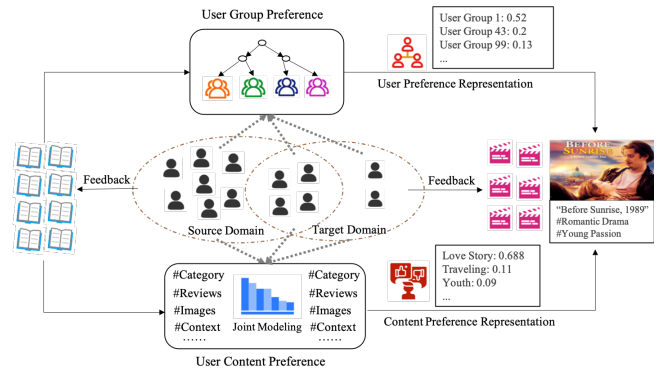 User Group Preference
User Group 1: 0.52
User Group 43: 0.2
User Group 99: 0.13
...
User Preference Representation
Feedback
Source Domain
Target Domain
Feedback
BEFORE
SUNRISE
"Before Sunrise, 1989"
#Romantic Drama
#Young Passion
#Category
#Reviews
#Images
#Context
......
Joint Modeling
#Category
#Reviews
#Images
#Context
......
User Content Preference
Love Story: 0.688
Traveling: 0.11
Youth: 0.09
...
Content Preference Representation